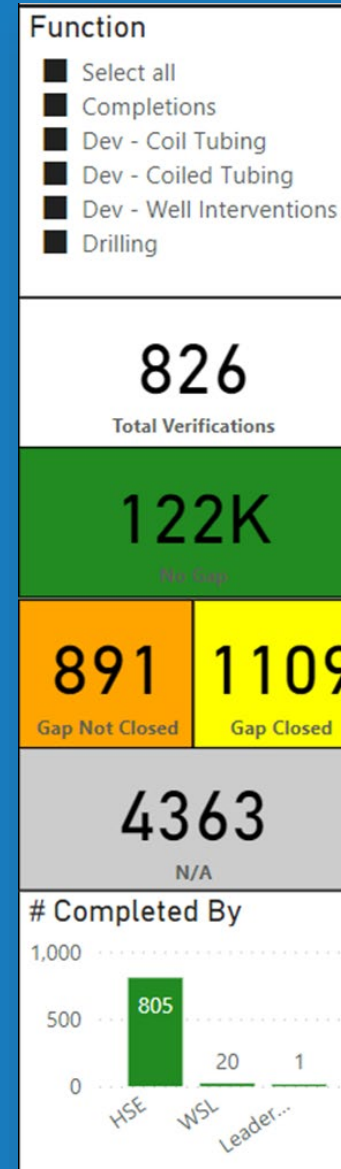 Function
Select all
Completions
Dev - Coil Tubing
Dev - Coiled Tubing
Dev - Well Interventions
Drilling
826
Total Verifications
122K
No Gap
891 1109
Gap Not Closed Gap Closed
4363
N/A
# Completed By
1,000
500
0
805 20 1
HSE WSL Leader...